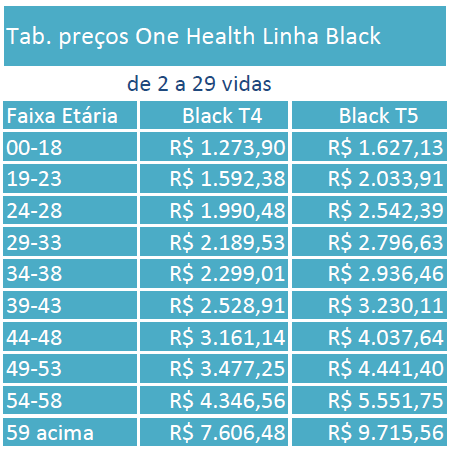 Tab. preços One Health Linha Black
de 2 a 29 vidas
Faixa Etária Black T4 Black T5
00-18 R$ 1.273,90 R$ 1.627,13
19-23 R$ 1.592,38 R$ 2.033,91
24-28 R$ 1.990,48 R$ 2.542,39
29-33 R$ 2.189,53 R$ 2.796,63
34-38 R$ 2.299,01 R$ 2.936,46
39-43 R$ 2.528,91 R$ 3.230,11
44-48 R$ 3.161,14 R$ 4.037,64
49-53 R$ 3.477,25 R$ 4.441,40
54-58 R$ 4.346,56 R$ 5.551,75
59 acima R$ 7.606,48 R$ 9.715,56